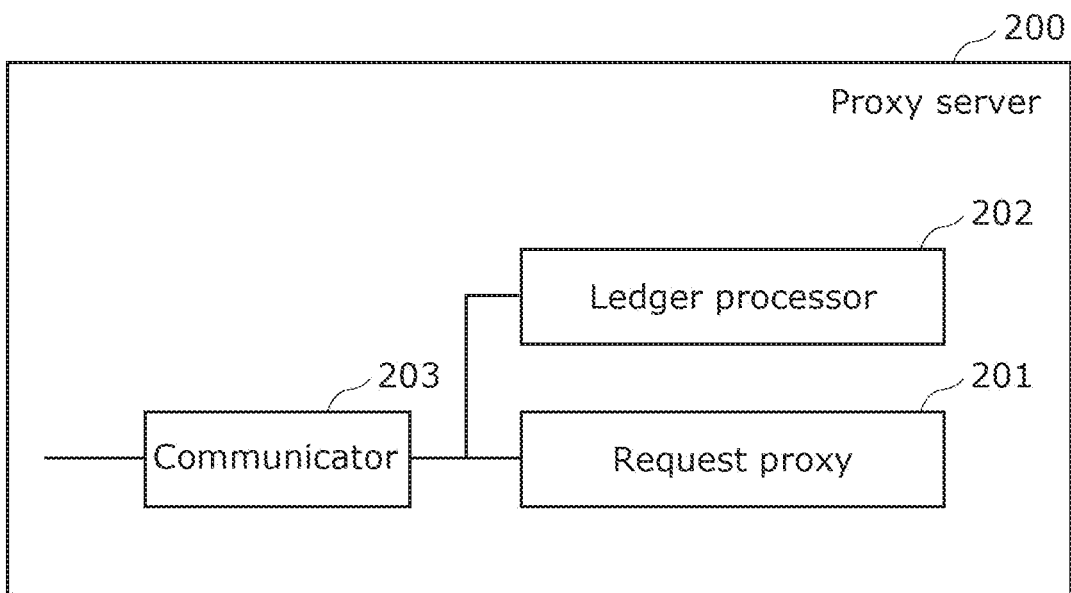 200
Proxy server
202
Ledger processor
203
201
Communicator
Request proxy